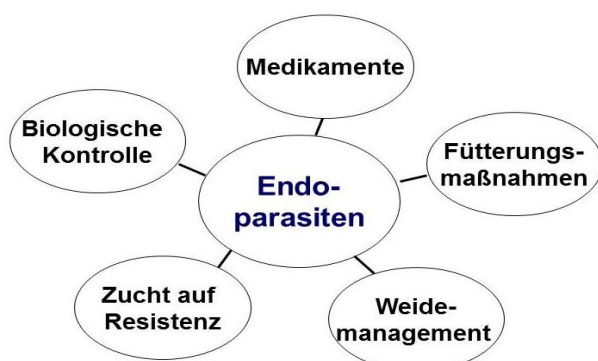 Medikamente
Biologische
Kontrolle
Fütterungs-
maßnahmen
Endo-
parasiten
Zucht auf
Resistenz
Weide-
management